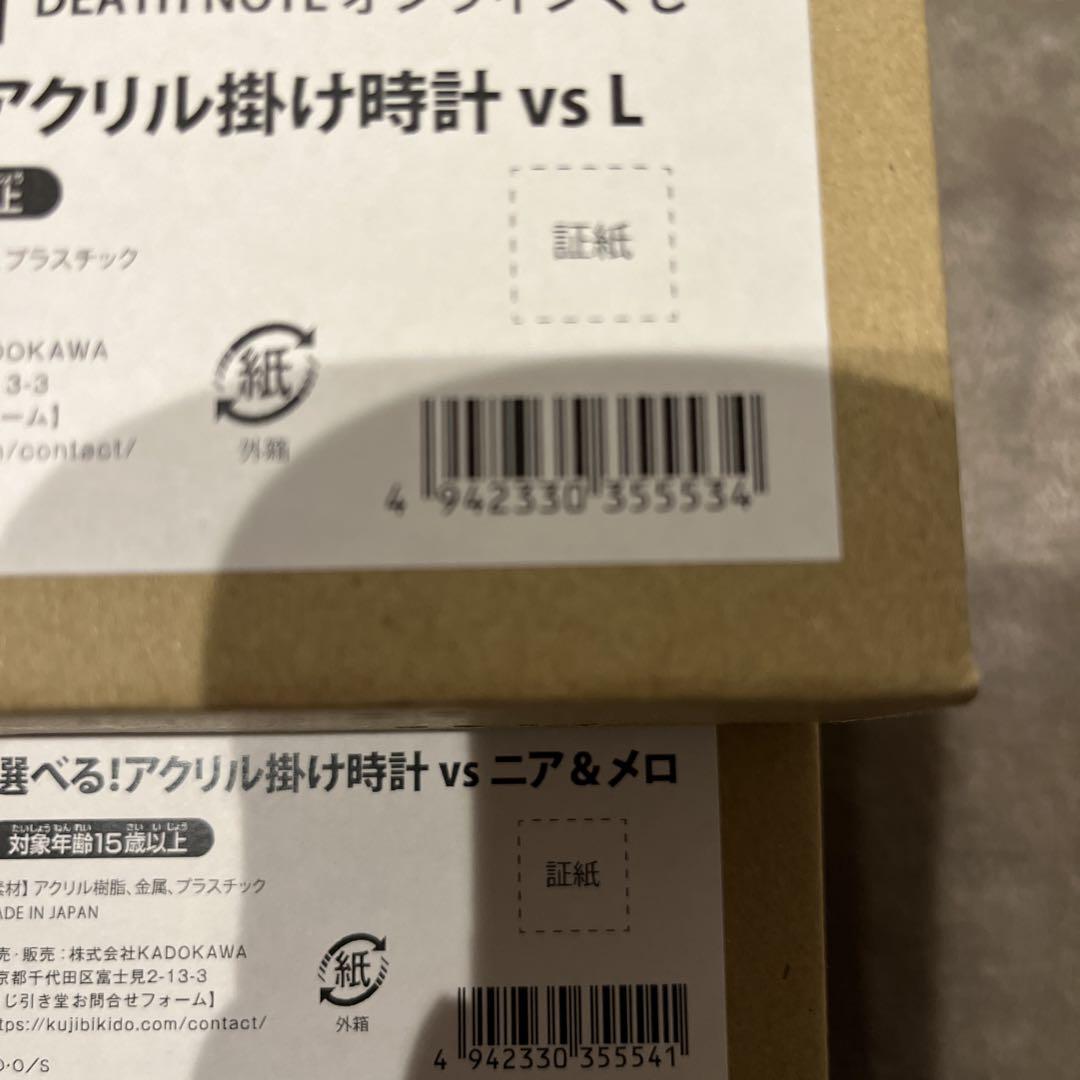 DEATH NOTE オンラインくじ
アクリル掛け時計 vs L
上
証紙
プラスチック
DOKAWA
3-3
ーム】
m/contact/
紙
外箱
4 942330 355534
選べる!アクリル掛け時計 vs ニア&メロ
たいしょうねんれい さい いじょう
対象年齢15歳以上
証紙
素材】アクリル樹脂、金属、プラスチック
ADE IN JAPAN
売・販売:株式会社KADOKAWA
京都千代田区富士見2-13-3
じ引き堂お問合せフォーム】
ttps://kujibikido.com/contact/
紙
外箱
O・O/S
4 942330 355541